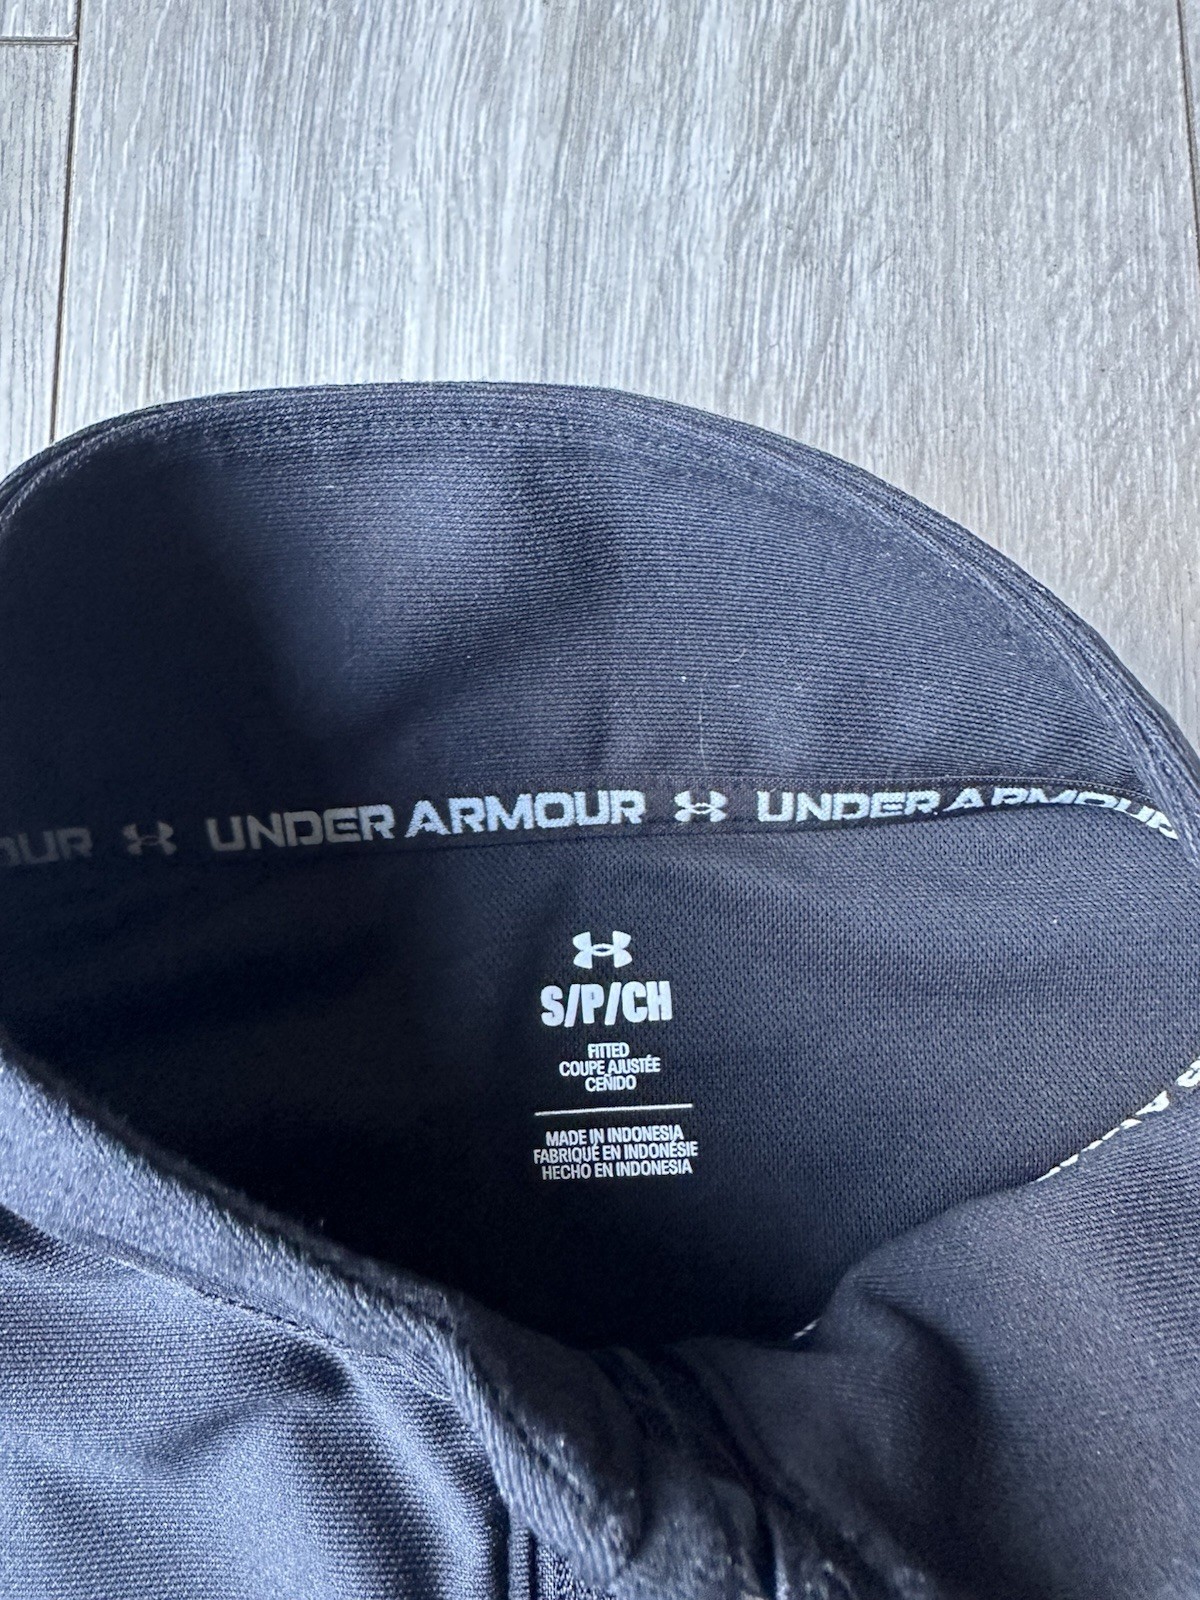 OUR UNDER ARMOUR UNDER ARMOUR
S/P/CH
FITTED
COUPE AJUSTÉE
CEÑIDO
MADE IN INDONESIA
FABRIQUÉ EN INDONÉSIE
HECHO EN INDONESIA